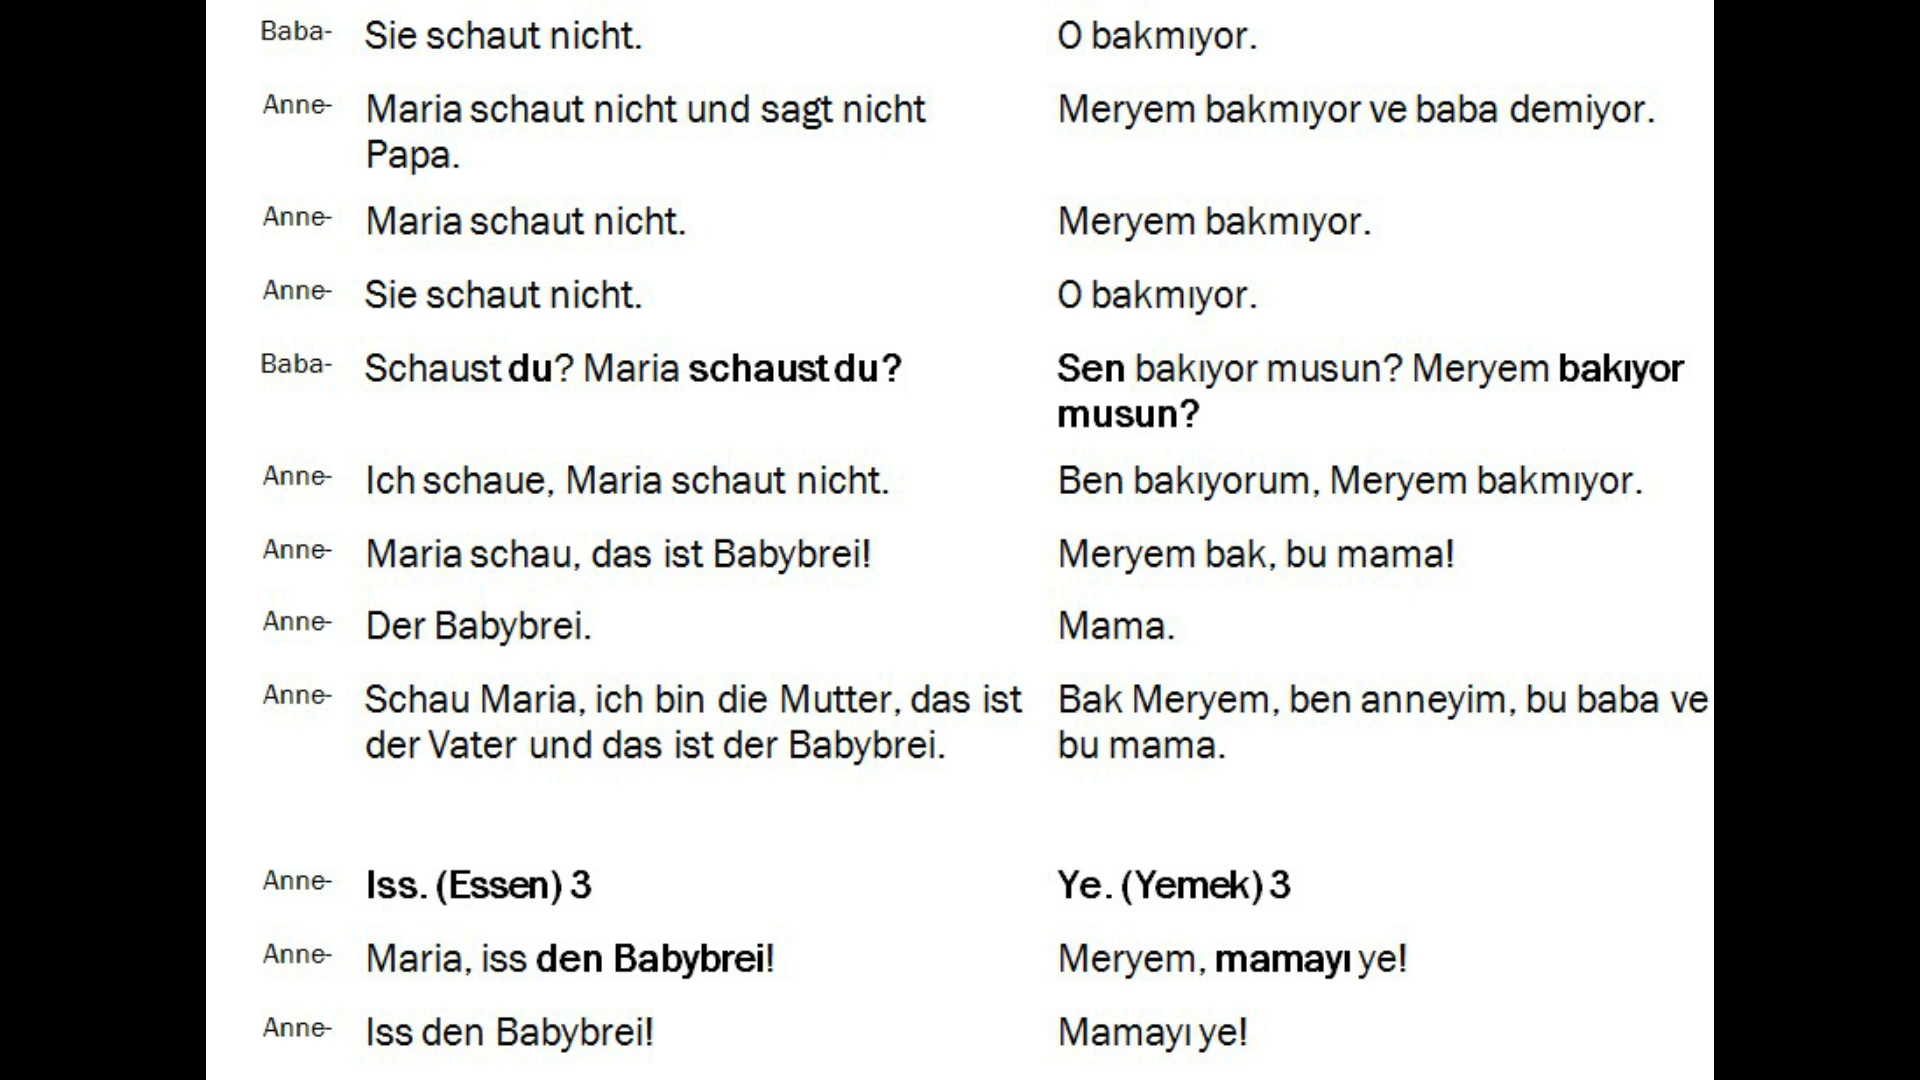 Baba- Sie schaut nicht. O bakmıyor.
Anne- Maria schaut nicht und sagt nicht Meryem bakmıyor ve baba demiyor.
Papa.
Anne- Maria schaut nicht. Meryem bakmıyor.
Anne- Sie schaut nicht. O bakmıyor.
Baba- Schaust du? Maria schaust du? Sen bakıyor musun? Meryem bakıyor
musun?
Anne- Ich schaue, Maria schaut nicht. Ben bakıyorum, Meryem bakmıyor.
Anne- Maria schau, das ist Babybrei! Meryem bak, bu mama!
Anne- Der Babybrei. Mama.
Anne- Schau Maria, ich bin die Mutter, das ist Bak Meryem, ben anneyim, bu baba ve
der Vater und das ist der Babybrei. bu mama.
Anne- Iss. (Essen) 3 Ye. (Yemek) 3
Anne- Maria, iss den Babybrei! Meryem, mamayı ye!
Anne- Iss den Babybrei! Mamayı ye!